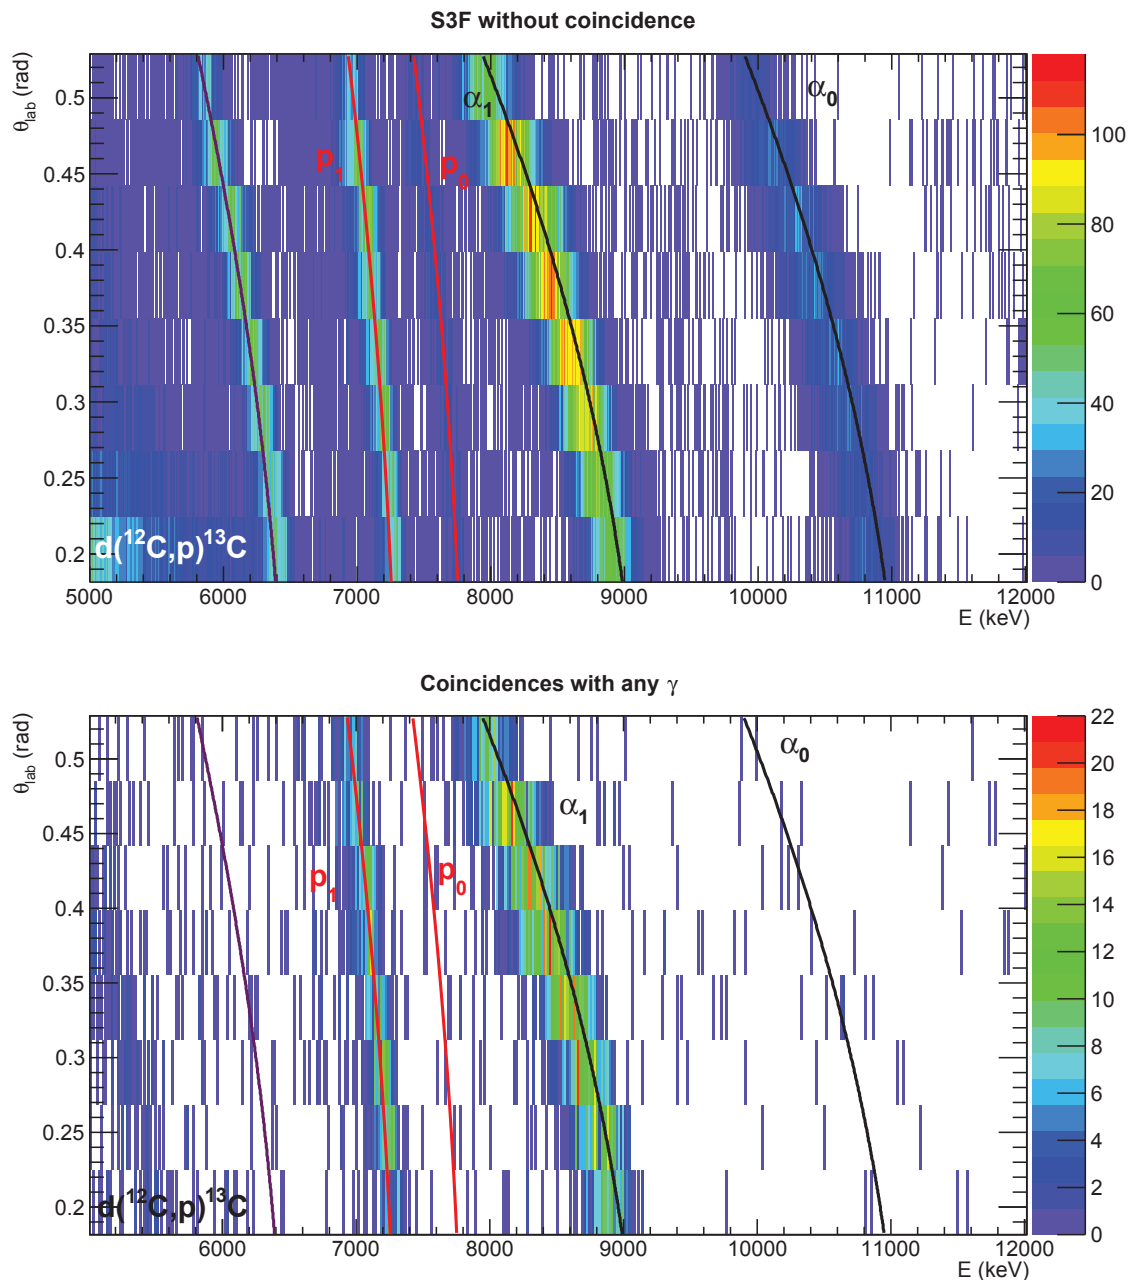 S3F without coincidence
θlab (rad)
0.5
0.45
0.4
0.35
0.3
0.25
0.2
α1
α0
p1
p0
d(¹²C,p)¹³C
5000 6000 7000 8000 9000 10000 11000 12000
E (keV)
100
80
60
40
20
0
Coincidences with any γ
θlab (rad)
0.5
0.45
0.4
0.35
0.3
0.25
0.2
α0
α1
p1
p0
d(¹²C,p)¹³C
6000 7000 8000 9000 10000 11000 12000
E (keV)
22
20
18
16
14
12
10
8
6
4
2
0